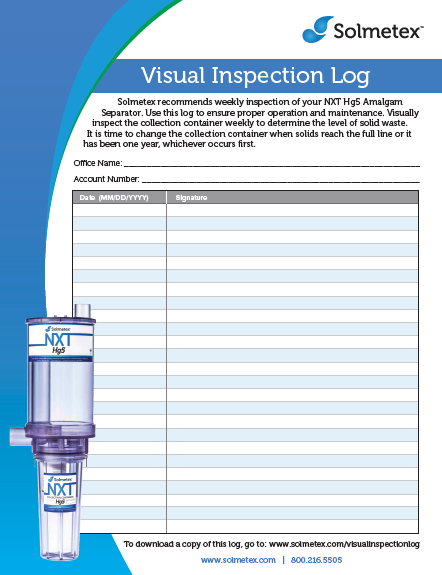 Solmetex™
Visual Inspection Log
Solmetex recommends weekly inspection of your NXT Hg5 Amalgam
Separator. Use this log to ensure proper operation and maintenance. Visually
inspect the collection container weekly to determine the level of solid waste.
It is time to change the collection container when solids reach the full line or it
has been one year, whichever occurs first.
Office Name:
Account Number:
Date (MM/DD/YYYY) Signature
Solmetex
NXT
Hg5
NXT
Hg5
To download a copy of this log, go to: www.solmetex.com/visualinspectionlog
www.solmetex.com | 800.216.5505